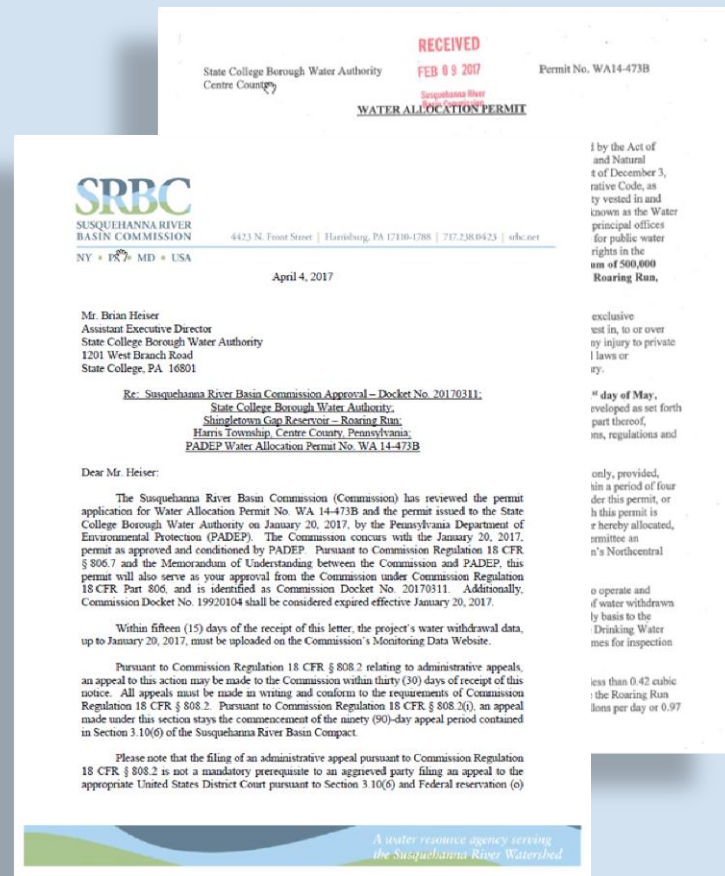 RECEIVED
State College Borough Water Authority
FEB 09 2017
Permit No. WA14-473B
Centre County
Susquehanna River
Basin Commission
WATER ALLOCATION PERMIT
d by the Act of
and Natural
t of December 3,
rative Code, as
ty vested in and
known as the Water
principal offices
for public water
rights in the
um of 500,000
Roaring Run,
exclusive
rest in, to or over
ny injury to private
l laws or
ry.
st day of May,
eveloped as set forth
part thereof,
ns, regulations and
only, provided,
hin a period of four
der this permit, or
h this permit is
r hereby allocated,
ermittee an
n's Northcentral
o operate and
of water withdrawn
ly basis to the
Drinking Water
mes for inspection
less than 0.42 cubic
the Roaring Run
llons per day or 0.97
SRBC
SUSQUEHANNA RIVER
BASIN COMMISSION
4423 N. Front Street | Harrisburg, PA 17110-1788 | 717.238.0423 | srbc.net
NY • PA • MD • USA
April 4, 2017
Mr. Brian Heiser
Assistant Executive Director
State College Borough Water Authority
1201 West Branch Road
State College, PA 16801
Re: Susquehanna River Basin Commission Approval – Docket No. 20170311;
State College Borough Water Authority;
Shingletown Gap Reservoir – Roaring Run;
Harris Township, Centre County, Pennsylvania;
PADEP Water Allocation Permit No. WA 14-473B
Dear Mr. Heiser:
The Susquehanna River Basin Commission (Commission) has reviewed the permit
application for Water Allocation Permit No. WA 14-473B and the permit issued to the State
College Borough Water Authority on January 20, 2017, by the Pennsylvania Department of
Environmental Protection (PADEP). The Commission concurs with the January 20, 2017,
permit as approved and conditioned by PADEP. Pursuant to Commission Regulation 18 CFR
§ 806.7 and the Memorandum of Understanding between the Commission and PADEP, this
permit will also serve as your approval from the Commission under Commission Regulation
18 CFR Part 806, and is identified as Commission Docket No. 20170311. Additionally,
Commission Docket No. 19920104 shall be considered expired effective January 20, 2017.
Within fifteen (15) days of the receipt of this letter, the project's water withdrawal data,
up to January 20, 2017, must be uploaded on the Commission's Monitoring Data Website.
Pursuant to Commission Regulation 18 CFR § 808.2 relating to administrative appeals,
an appeal to this action may be made to the Commission within thirty (30) days of receipt of this
notice. All appeals must be made in writing and conform to the requirements of Commission
Regulation 18 CFR § 808.2. Pursuant to Commission Regulation 18 CFR § 808.2(i), an appeal
made under this section stays the commencement of the ninety (90)-day appeal period contained
in Section 3.10(6) of the Susquehanna River Basin Compact.
Please note that the filing of an administrative appeal pursuant to Commission Regulation
18 CFR § 808.2 is not a mandatory prerequisite to an aggrieved party filing an appeal to the
appropriate United States District Court pursuant to Section 3.10(6) and Federal reservation (o)
A water resource agency serving
the Susquehanna River Watershed